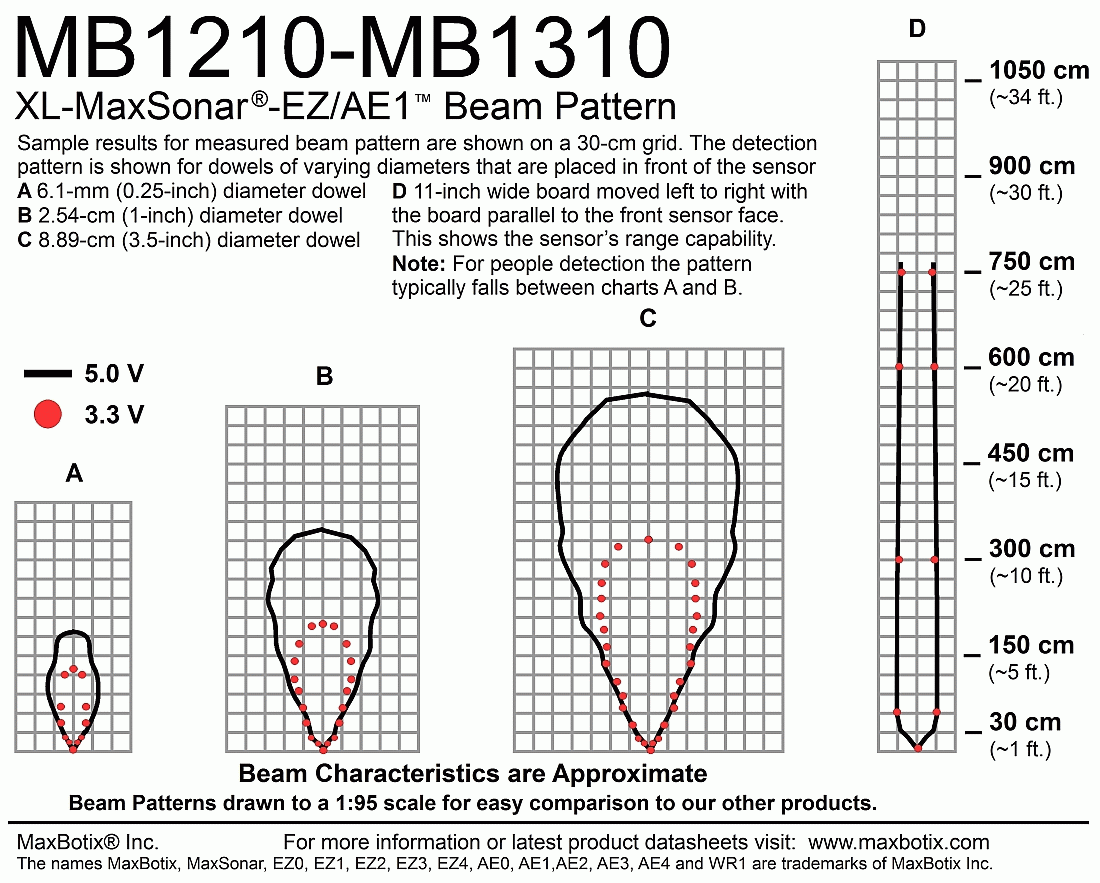 MB1210-MB1310
XL-MaxSonar®-EZ/AE1™ Beam Pattern
Sample results for measured beam pattern are shown on a 30-cm grid. The detection
pattern is shown for dowels of varying diameters that are placed in front of the sensor
A 6.1-mm (0.25-inch) diameter dowel
B 2.54-cm (1-inch) diameter dowel
C 8.89-cm (3.5-inch) diameter dowel
D 11-inch wide board moved left to right with
the board parallel to the front sensor face.
This shows the sensor's range capability.
Note: For people detection the pattern
typically falls between charts A and B.
5.0 V
3.3 V
A
B
C
D
1050 cm
(~34 ft.)
900 cm
(~30 ft.)
750 cm
(~25 ft.)
600 cm
(~20 ft.)
450 cm
(~15 ft.)
300 cm
(~10 ft.)
150 cm
(~5 ft.)
30 cm
(~1 ft.)
Beam Characteristics are Approximate
Beam Patterns drawn to a 1:95 scale for easy comparison to our other products.
MaxBotix® Inc. For more information or latest product datasheets visit: www.maxbotix.com
The names MaxBotix, MaxSonar, EZ0, EZ1, EZ2, EZ3, EZ4, AE0, AE1,AE2, AE3, AE4 and WR1 are trademarks of MaxBotix Inc.